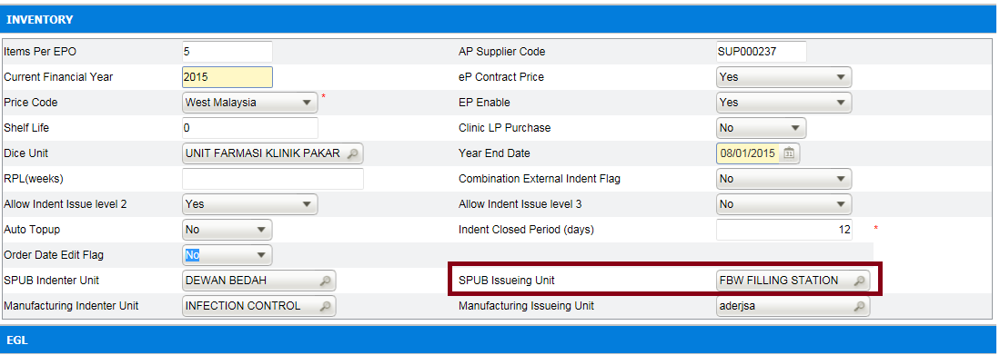 INVENTORY
Items Per EPO 5 AP Supplier Code SUP000237
Current Financial Year 2015 eP Contract Price Yes
Price Code West Malaysia * EP Enable Yes
Shelf Life 0 Clinic LP Purchase No
Dice Unit UNIT FARMASI KLINIK PAKAR Year End Date 08/01/2015 31
RPL(weeks) Combination External Indent Flag No
Allow Indent Issue level 2 Yes Allow Indent Issue level 3 No
Auto Topup No Indent Closed Period (days) 12 *
Order Date Edit Flag No
SPUB Indenter Unit DEWAN BEDAH SPUB Issueing Unit FBW FILLING STATION
Manufacturing Indenter Unit INFECTION CONTROL Manufacturing Issueing Unit aderjsa
EGL